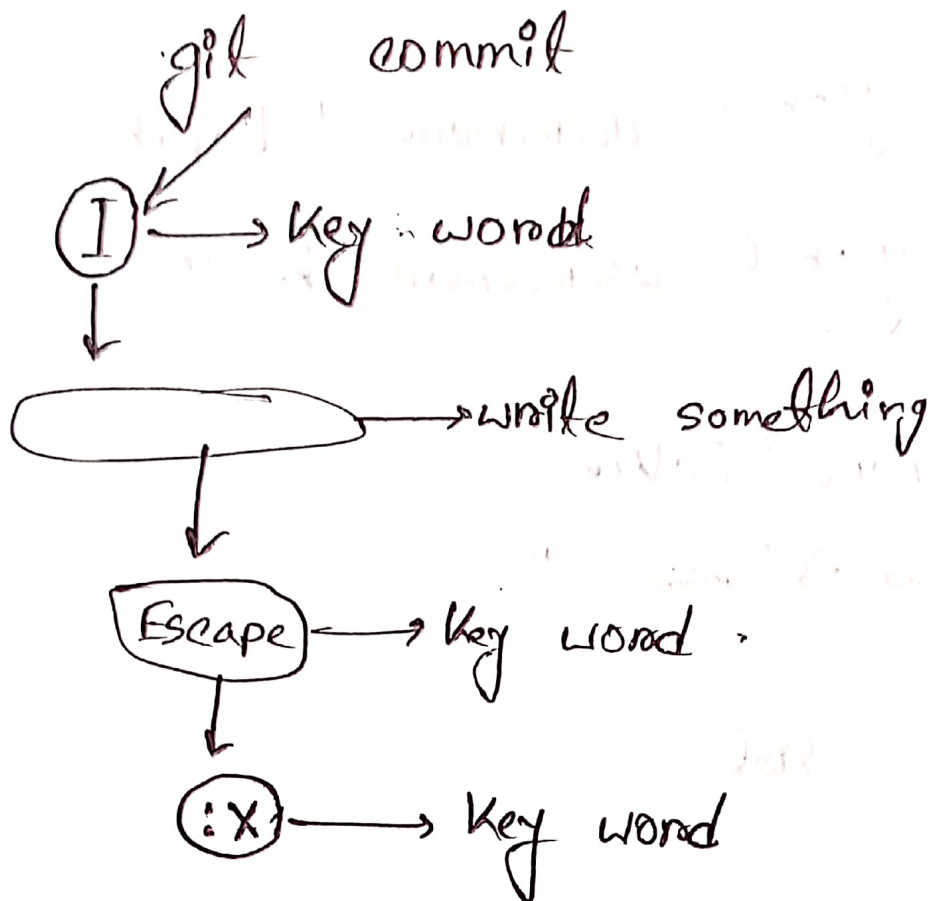 git commit
I → Key word
→ write something
Escape → Key word
:x → Key word